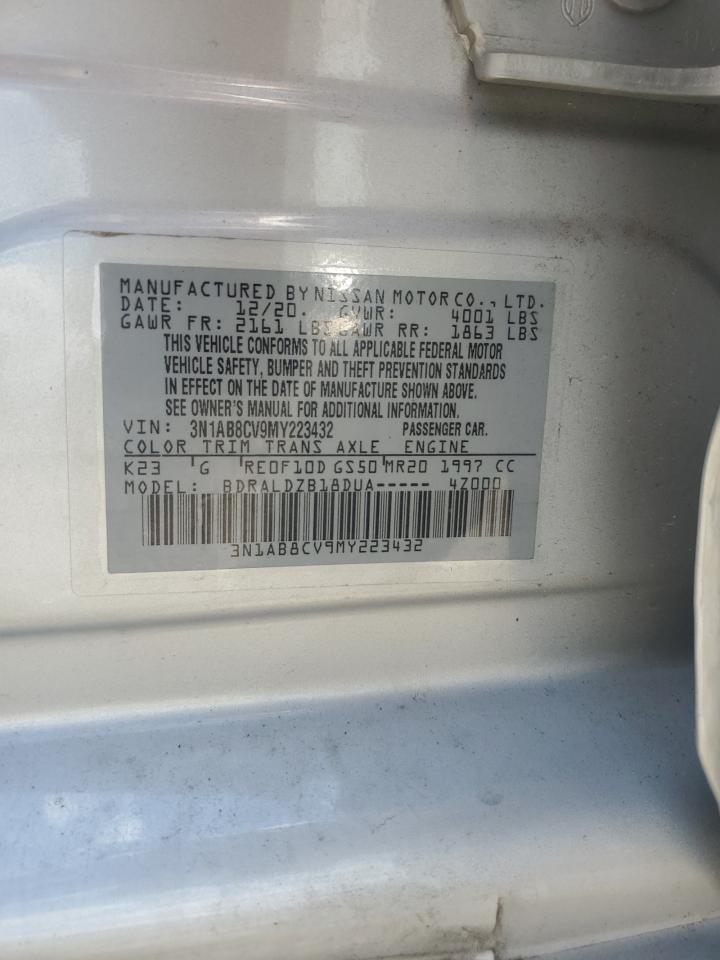 MANUFACTURED BY NISSAN MOTOR CO., LTD.
DATE: 12/20. GVWR: 4001 LBS
GAWR FR: 2161 LBS GAWR RR: 1863 LBS
THIS VEHICLE CONFORMS TO ALL APPLICABLE FEDERAL MOTOR
VEHICLE SAFETY, BUMPER AND THEFT PREVENTION STANDARDS
IN EFFECT ON THE DATE OF MANUFACTURE SHOWN ABOVE.
SEE OWNER'S MANUAL FOR ADDITIONAL INFORMATION.
VIN: 3N1AB8CV9MY223432 PASSENGER CAR.
COLOR TRIM TRANS AXLE ENGINE
K23 G RE0F10D GS50 MR20 1997 CC
MODEL: BDRALDZB18DUA----- 4Z000
3N1AB8CV9MY223432